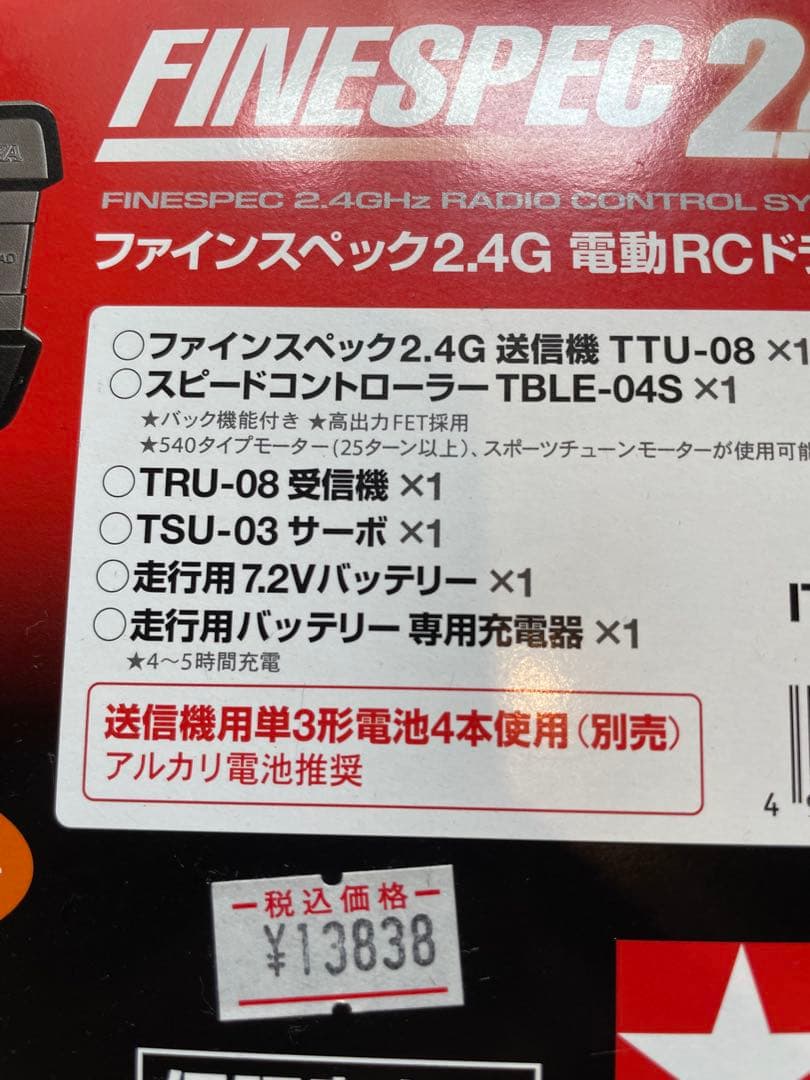 FINESPEC 2.
FINESPEC 2.4GHz RADIO CONTROL SY
ファインスペック2.4G 電動RCド
○ファインスペック2.4G 送信機 TTU-08 ×1
○スピードコントローラー TBLE-04S ×1
★バック機能付き ★高出力FET採用
★540タイプモーター(25ターン以上)、スポーツチューンモーターが使用可能
○TRU-08 受信機 ×1
○TSU-03 サーボ ×1
○走行用7.2Vバッテリー ×1
○走行用バッテリー 専用充電器 ×1
★4〜5時間充電
送信機用単3形電池4本使用(別売)
アルカリ電池推奨
4
税込価格
¥13838